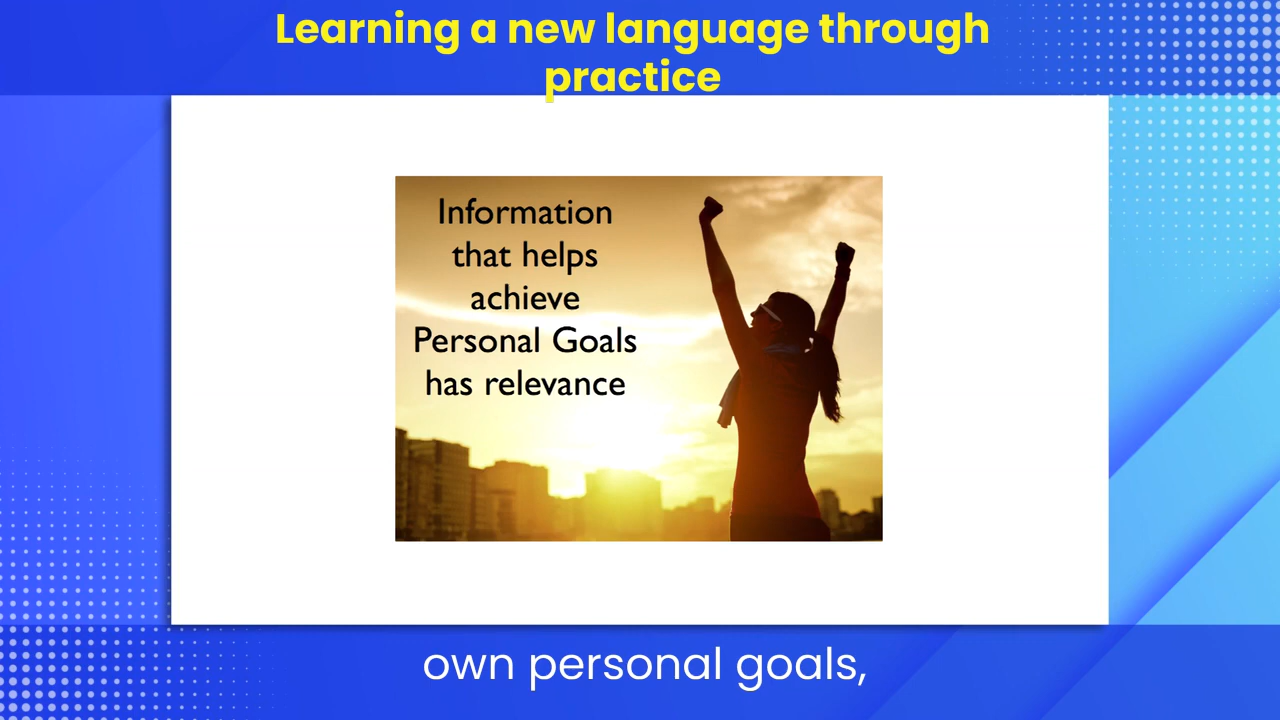 Learning a new language through
practice
Information
that helps
achieve
Personal Goals
has relevance
own personal goals,